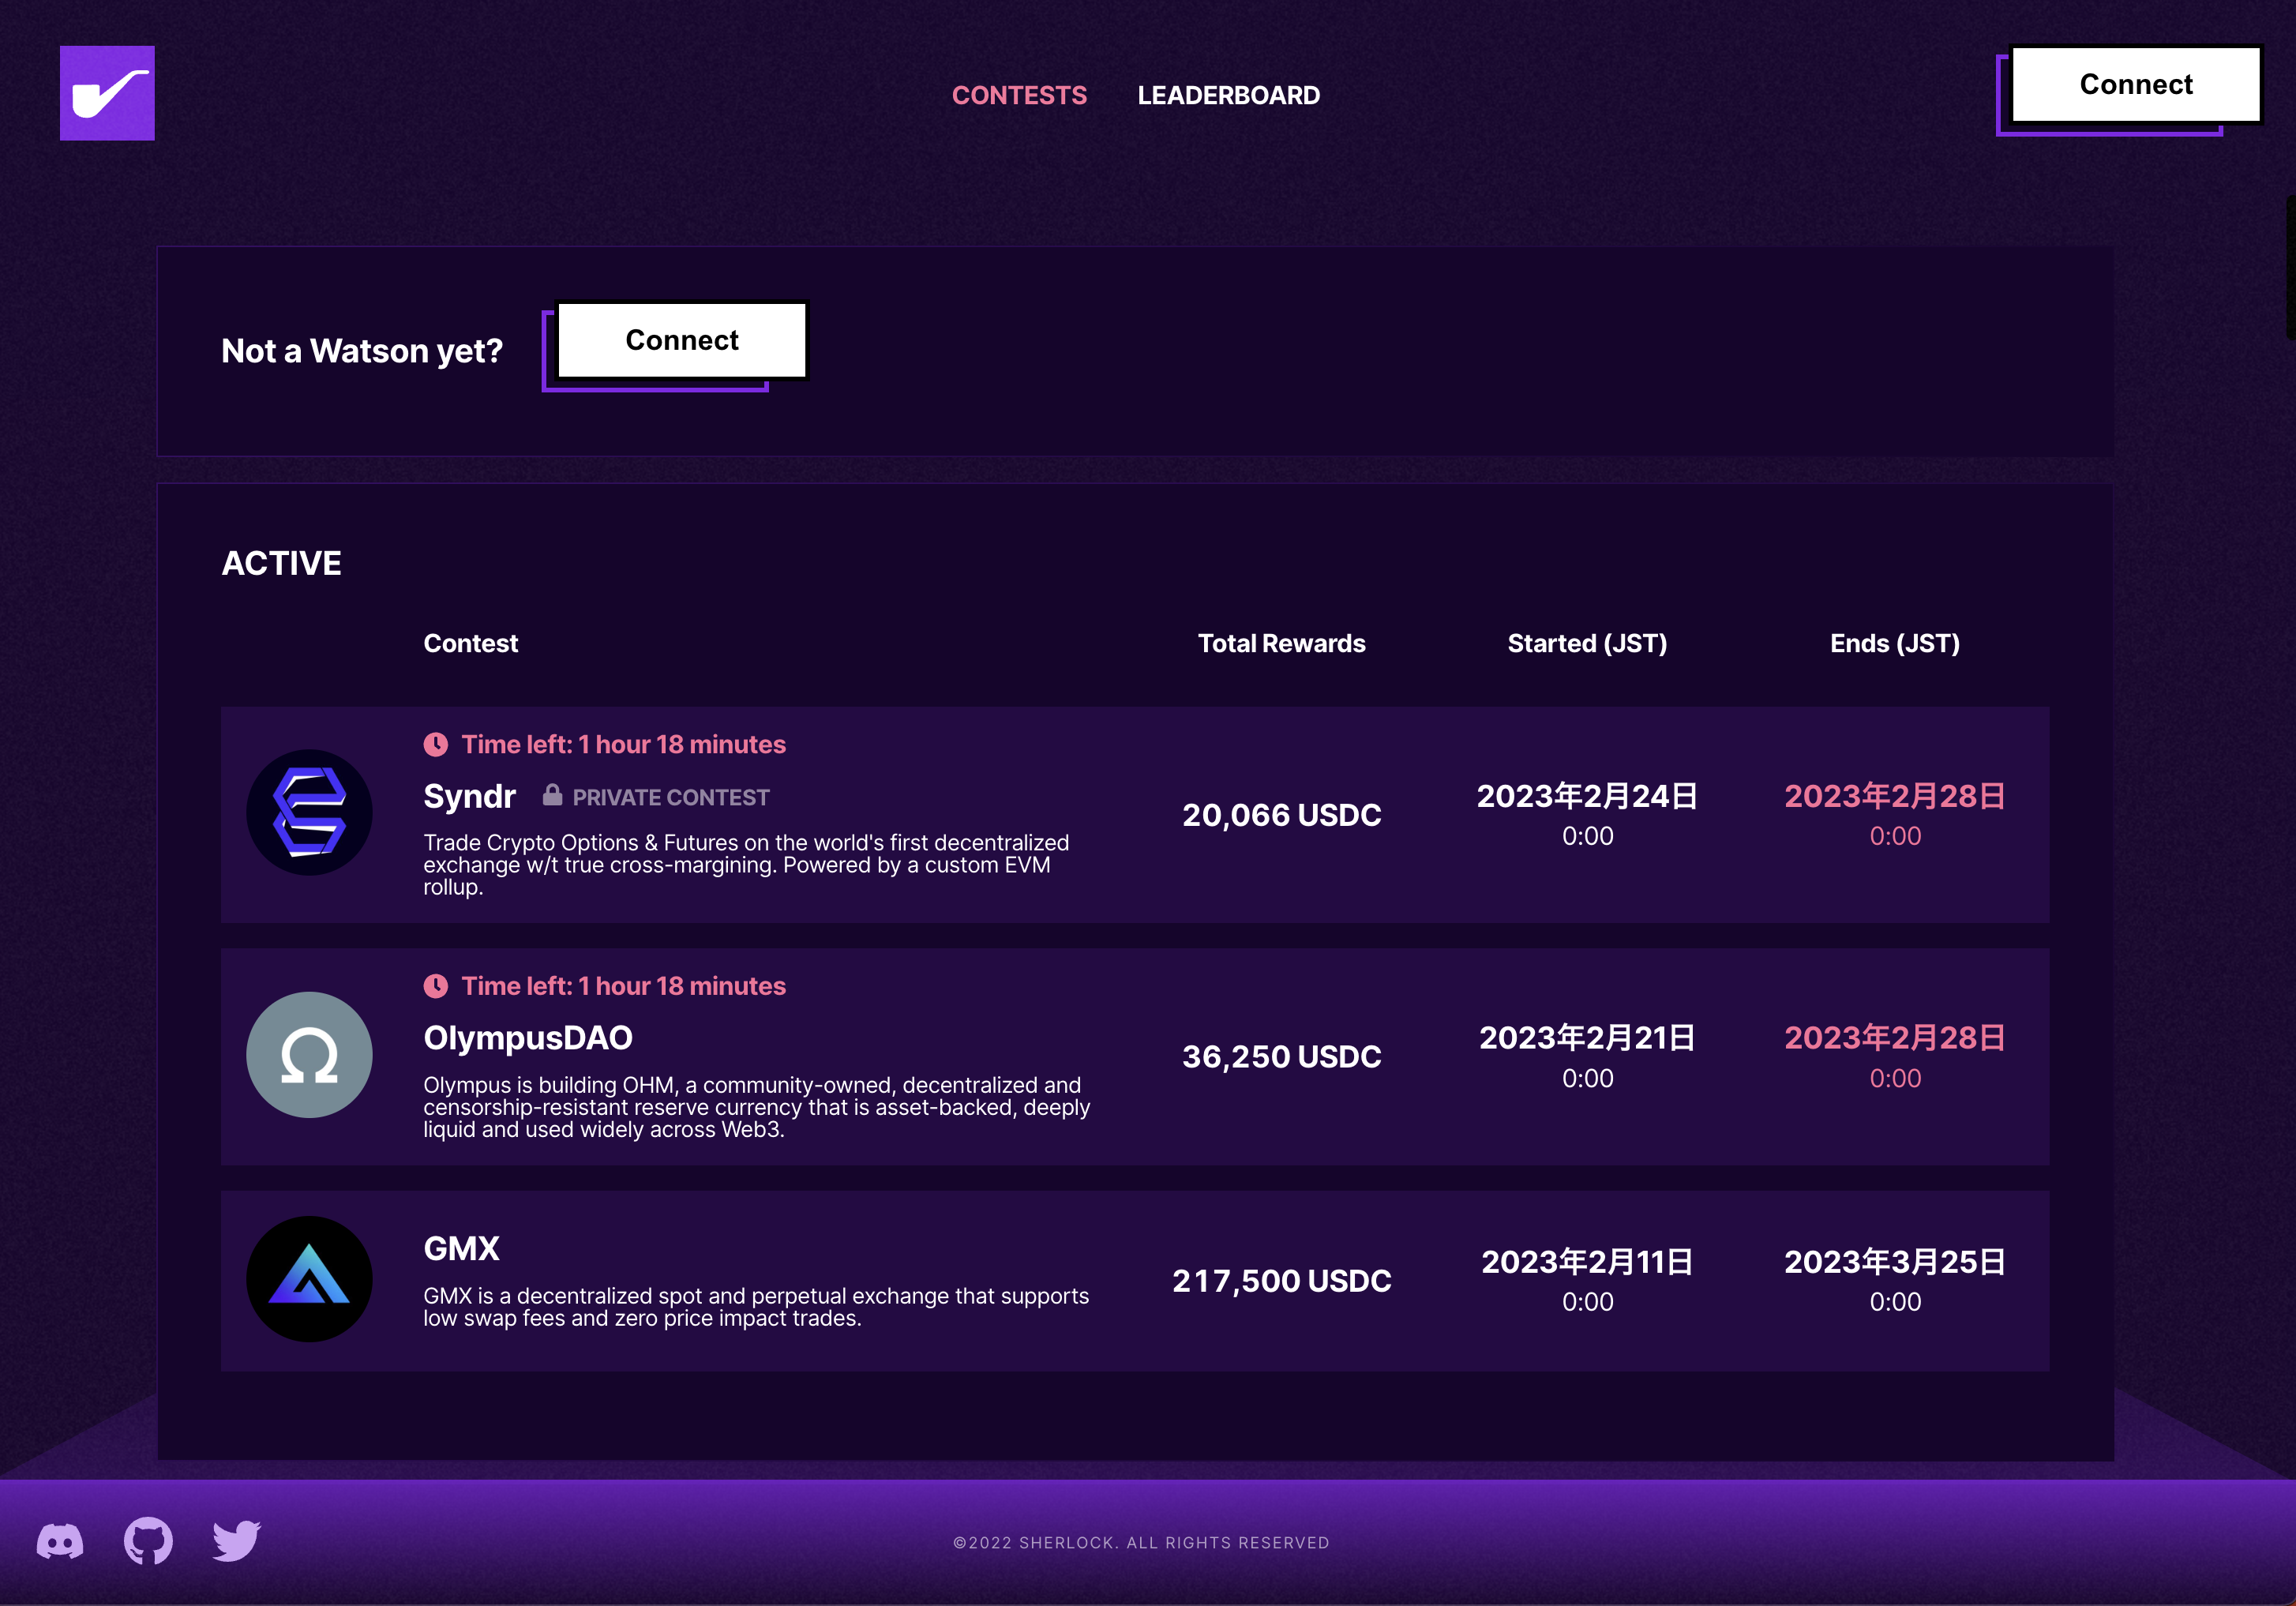 CONTESTS LEADERBOARD
Connect
Not a Watson yet?
Connect
ACTIVE
Contest Total Rewards Started (JST) Ends (JST)
Time left: 1 hour 18 minutes
Syndr PRIVATE CONTEST
Trade Crypto Options & Futures on the world's first decentralized
exchange w/t true cross-margining. Powered by a custom EVM
rollup.
20,066 USDC
2023年2月24日
0:00
2023年2月28日
0:00
Time left: 1 hour 18 minutes
OlympusDAO
Olympus is building OHM, a community-owned, decentralized and
censorship-resistant reserve currency that is asset-backed, deeply
liquid and used widely across Web3.
36,250 USDC
2023年2月21日
0:00
2023年2月28日
0:00
GMX
GMX is a decentralized spot and perpetual exchange that supports
low swap fees and zero price impact trades.
217,500 USDC
2023年2月11日
0:00
2023年3月25日
0:00
©2022 SHERLOCK. ALL RIGHTS RESERVED